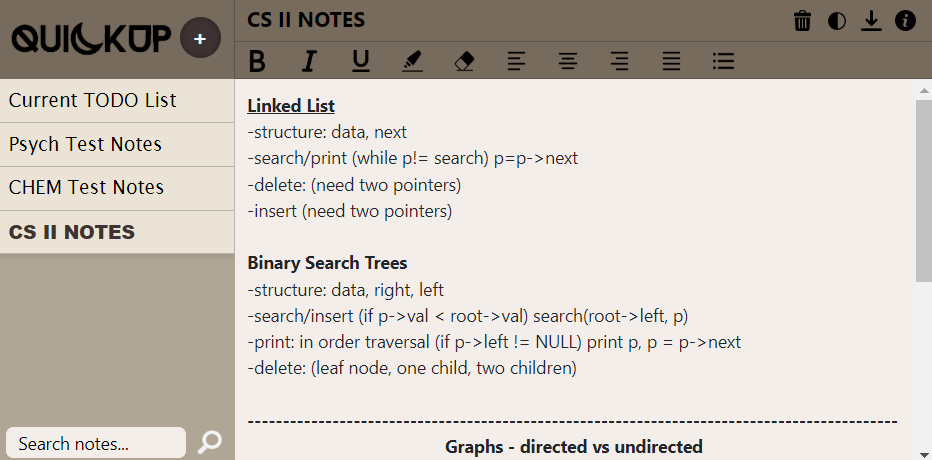 QUICKUP
+
CS II NOTES
B I U
Current TODO List
Psych Test Notes
CHEM Test Notes
CS II NOTES
Search notes...
Linked List
-structure: data, next
-search/print (while p!= search) p=p->next
-delete: (need two pointers)
-insert (need two pointers)
Binary Search Trees
-structure: data, right, left
-search/insert (if p->val < root->val) search(root->left, p)
-print: in order traversal (if p->left != NULL) print p, p = p->next
-delete: (leaf node, one child, two children)
--------------------------------------------------------------------------------------------
Graphs - directed vs undirected